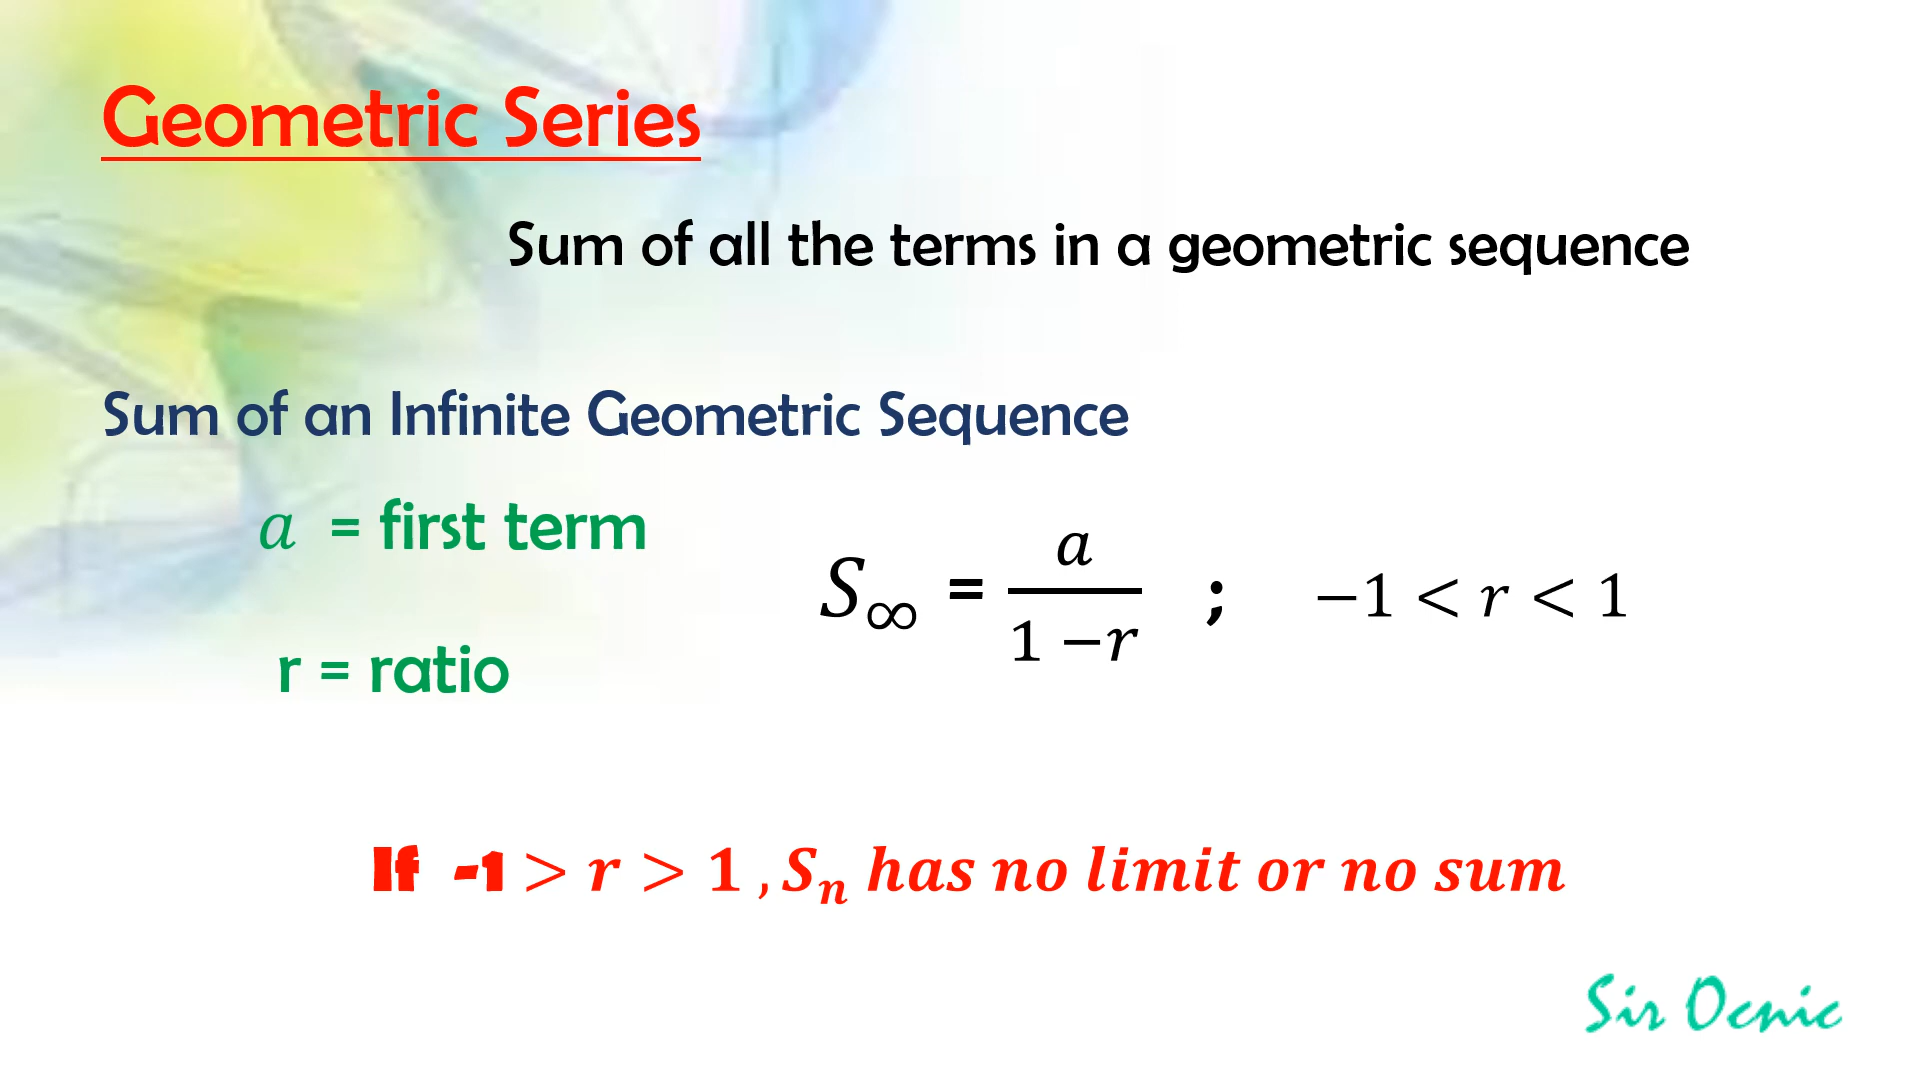 Geometric Series
Sum of all the terms in a geometric sequence
Sum of an Infinite Geometric Sequence
a = first term
S∞ = a / 1 −r ; −1 < r < 1
r = ratio
If -1 > r > 1 , Sn has no limit or no sum
Sir Ocnic